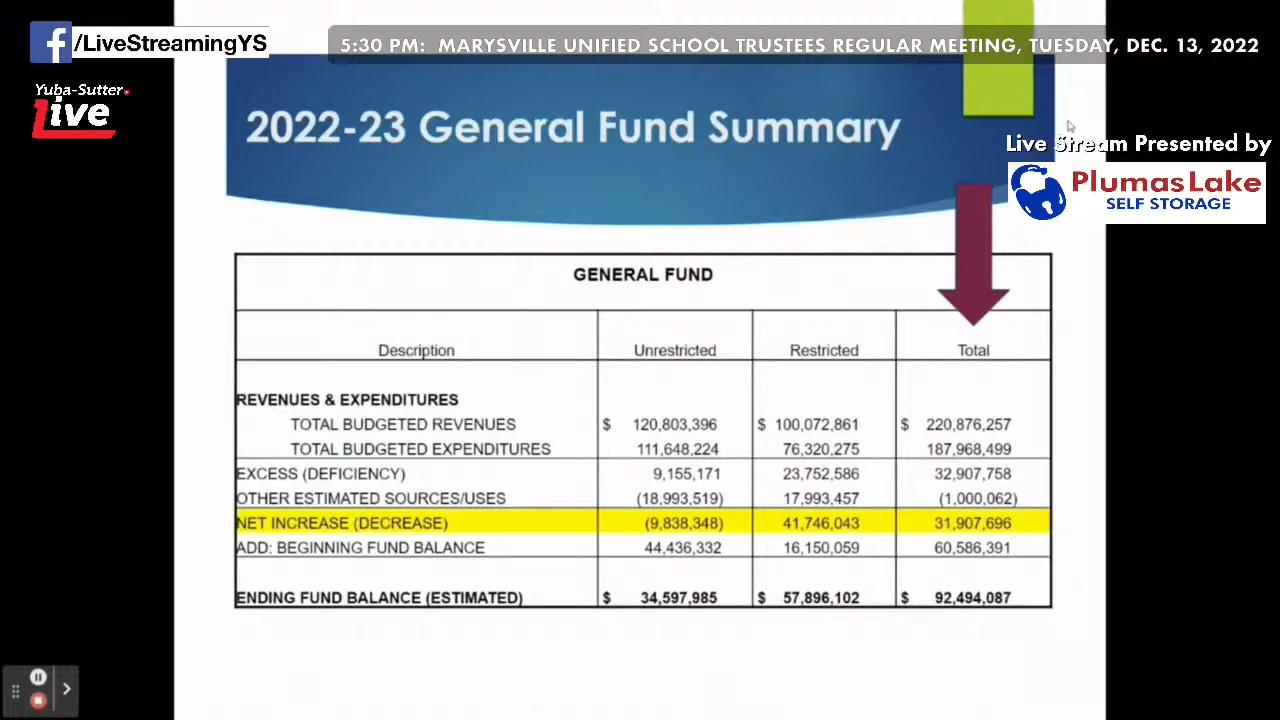 /LiveStreamingYS
5:30 PM: MARYSVILLE UNIFIED SCHOOL TRUSTEES REGULAR MEETING, TUESDAY, DEC. 13, 2022
Yuba-Sutter
Live
2022-23 General Fund Summary
Live Stream Presented by
Plumas Lake
SELF STORAGE
GENERAL FUND
Description Unrestricted Restricted Total
REVENUES & EXPENDITURES
TOTAL BUDGETED REVENUES $ 120,803,396 $ 100,072,861 $ 220,876,257
TOTAL BUDGETED EXPENDITURES 111,648,224 76,320,275 187,968,499
EXCESS (DEFICIENCY) 9,155,171 23,752,586 32,907,758
OTHER ESTIMATED SOURCES/USES (18,993,519) 17,993,457 (1,000,062)
NET INCREASE (DECREASE) (9,838,348) 41,746,043 31,907,696
ADD: BEGINNING FUND BALANCE 44,436,332 16,150,059 60,586,391
ENDING FUND BALANCE (ESTIMATED) $ 34,597,985 $ 57,896,102 $ 92,494,087